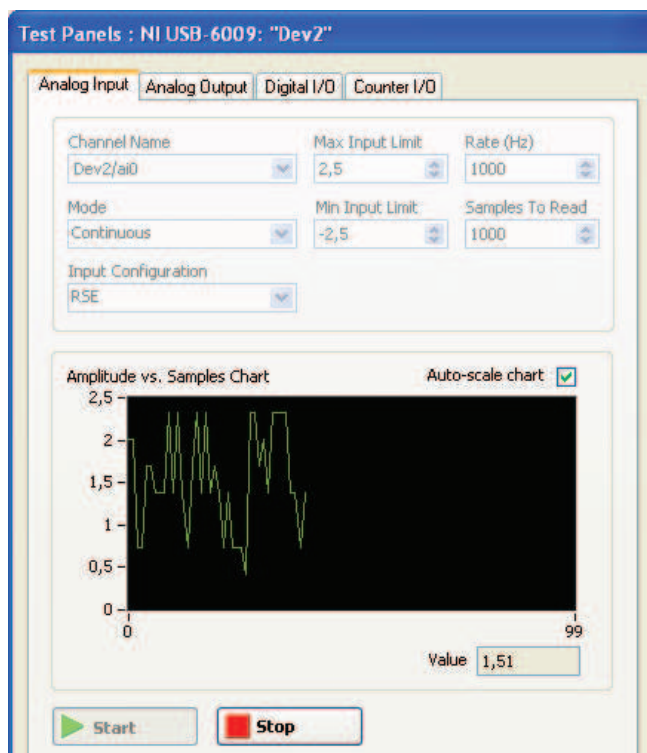 Test Panels : NI USB-6009: "Dev2"
Analog Input Analog Output Digital I/O Counter I/O
Channel Name Max Input Limit Rate (Hz)
Dev2/ai0 2,5 1000
Mode Min Input Limit Samples To Read
Continuous -2,5 1000
Input Configuration
RSE
Amplitude vs. Samples Chart Auto-scale chart
2,5
2
1,5
1
0,5
0
0 99
Value 1,51
Start Stop